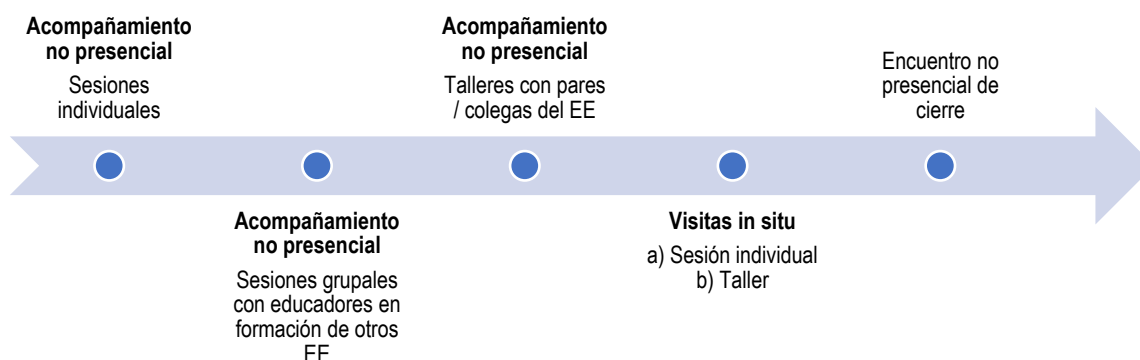 Acompañamiento
no presencial
Sesiones
individuales
Acompañamiento
no presencial
Sesiones grupales
con educadores en
formación de otros
EE
Acompañamiento
no presencial
Talleres con pares
/ colegas del EE
Visitas in situ
a) Sesión individual
b) Taller
Encuentro no
presencial de
cierre